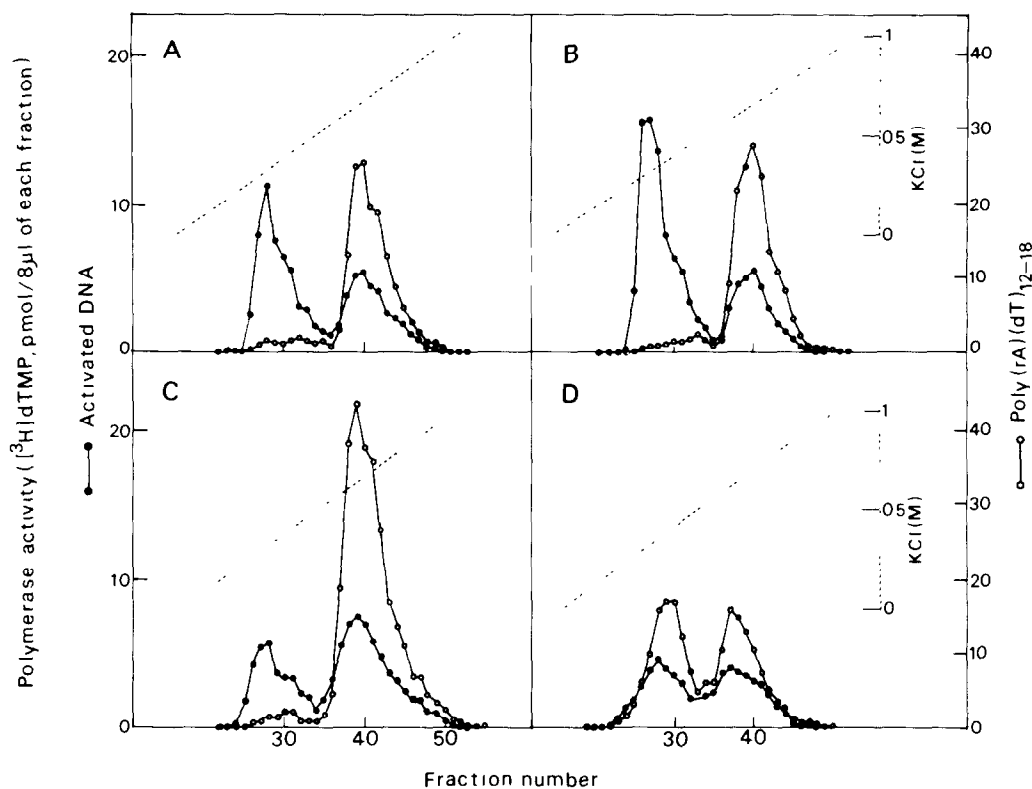 Polymerase activity ([³H]dTMP, pmol/8µl of each fraction)
●—● Activated DNA
A
B
C
D
20
10
0
20
10
0
1
.05
0
KCl(M)
1
.05
0
KCl(M)
40
30
20
10
0
40
30
20
10
0
Poly(rA)(dT)12–18
30
40
50
30
40
Fraction number